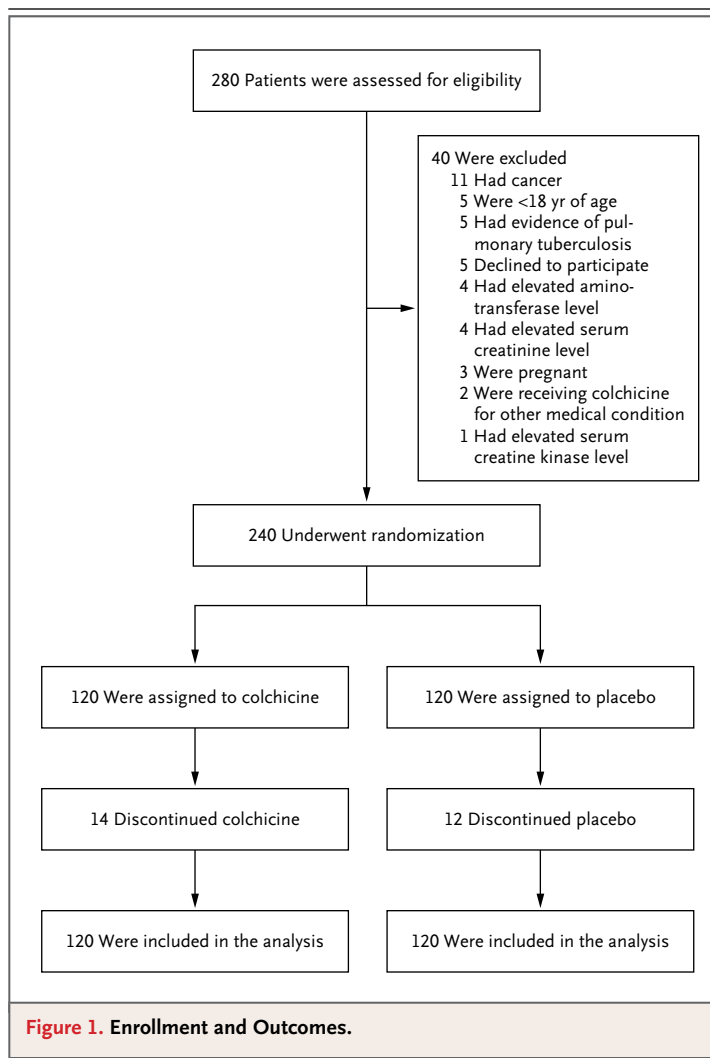 280 Patients were assessed for eligibility
40 Were excluded
11 Had cancer
5 Were <18 yr of age
5 Had evidence of pul-
monary tuberculosis
5 Declined to participate
4 Had elevated amino-
transferase level
4 Had elevated serum
creatinine level
3 Were pregnant
2 Were receiving colchicine
for other medical condition
1 Had elevated serum
creatine kinase level
240 Underwent randomization
120 Were assigned to colchicine
120 Were assigned to placebo
14 Discontinued colchicine
12 Discontinued placebo
120 Were included in the analysis
120 Were included in the analysis
Figure 1. Enrollment and Outcomes.